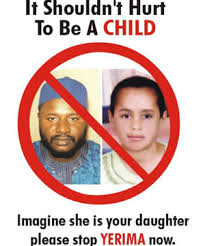 It Shouldn't Hurt
To Be A CHILD
Imagine she is your daughter
please stop YERIMA now.